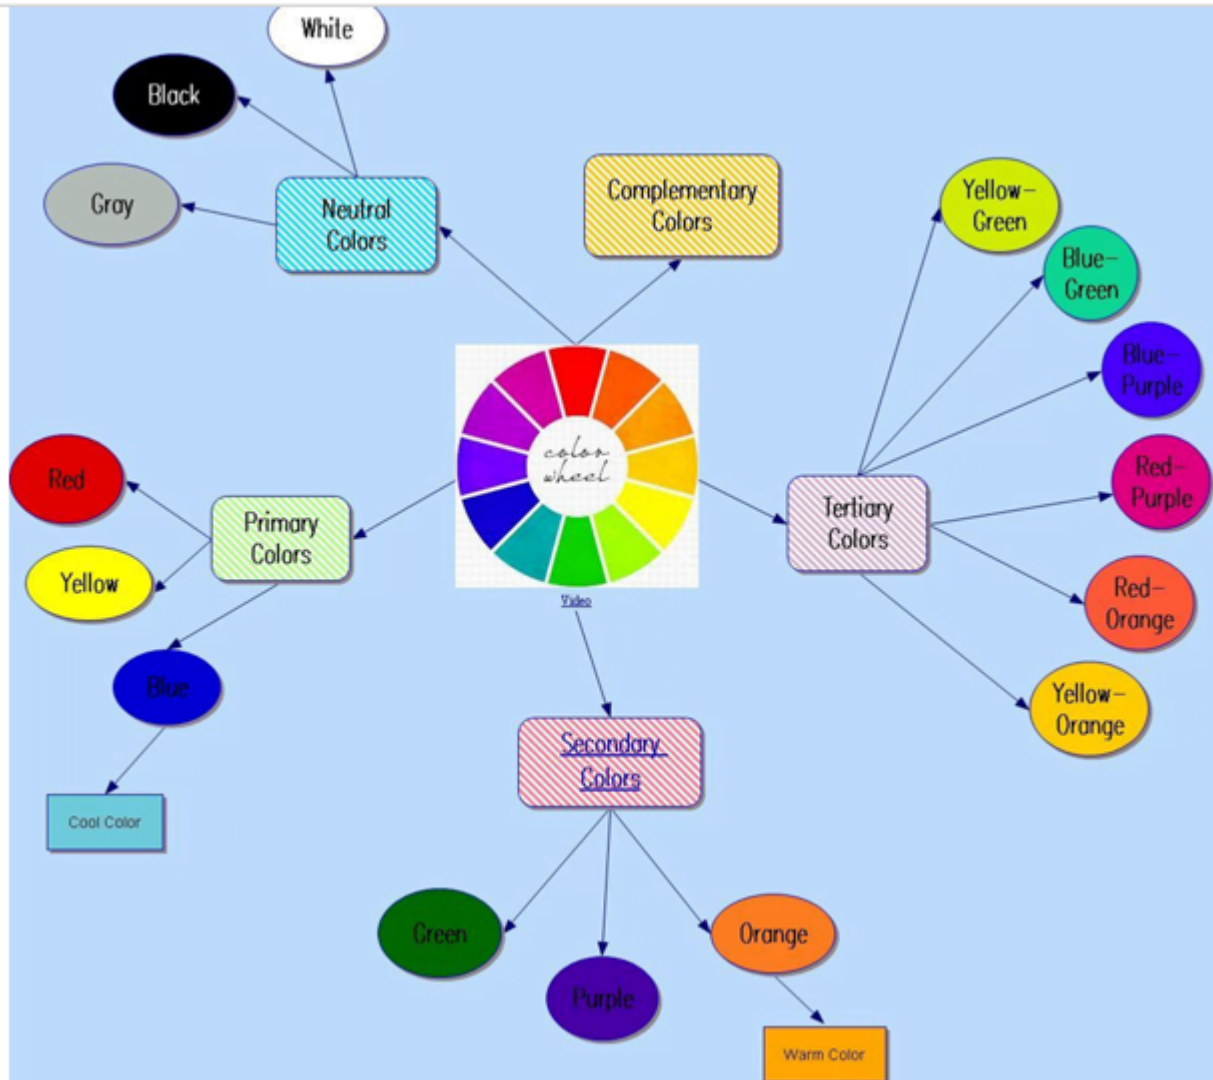 White
Black
Gray
Neutral
Colors
Complementary
Colors
Yellow-
Green
Blue-
Green
Blue-
Purple
Red-
Purple
Red-
Orange
Yellow-
Orange
Tertiary
Colors
color
wheel
Video
Red
Yellow
Blue
Primary
Colors
Cool Color
Secondary
Colors
Green
Purple
Orange
Warm Color